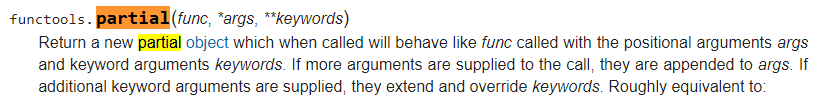 functools.partial(func, *args, **keywords)
Return a new partial object which when called will behave like func called with the positional arguments args
and keyword arguments keywords. If more arguments are supplied to the call, they are appended to args. If
additional keyword arguments are supplied, they extend and override keywords. Roughly equivalent to: